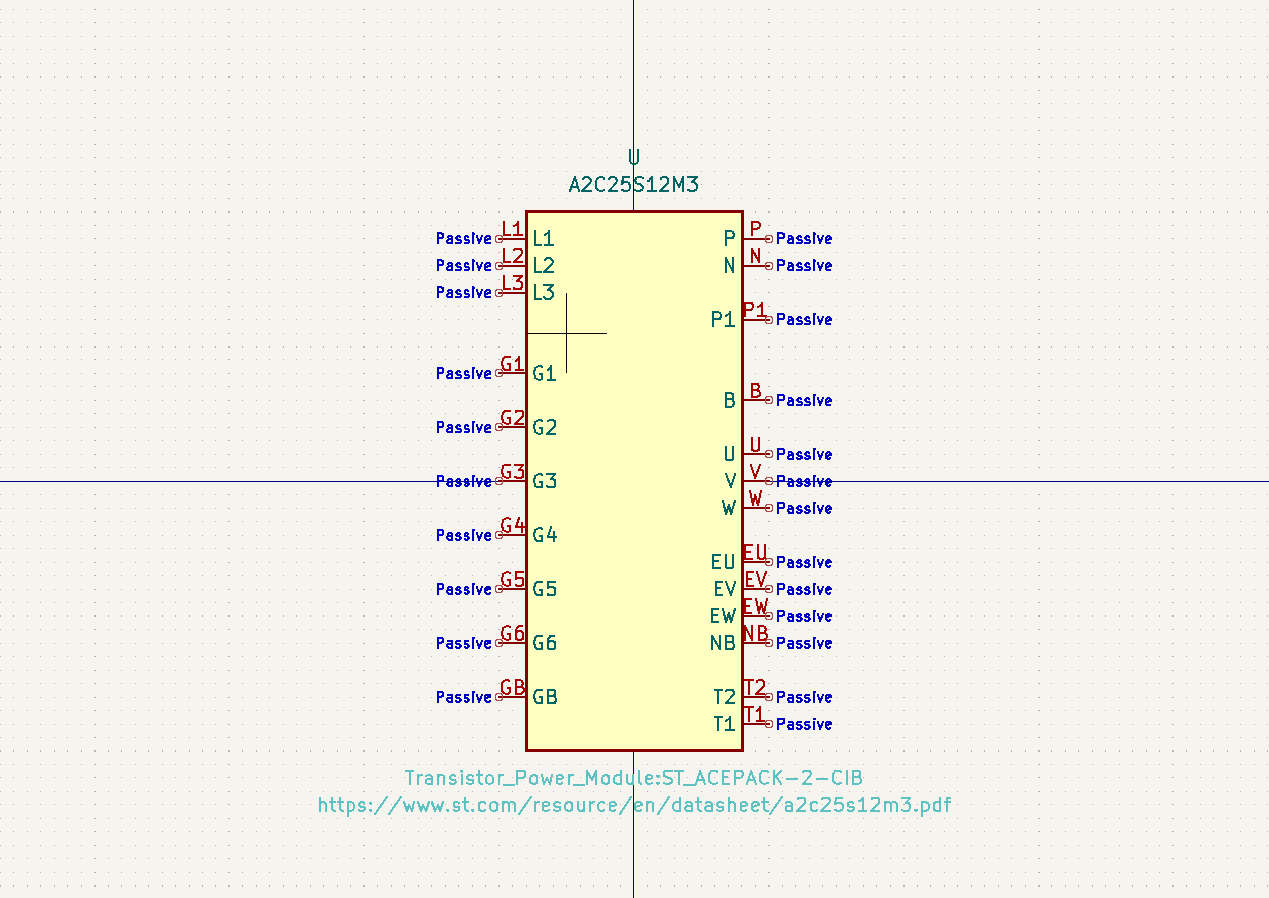 U
A2C25S12M3
Passive L1 L1 P P Passive
Passive L2 L2 N N Passive
Passive L3 L3
P1 P1 Passive
Passive G1 G1
B B Passive
Passive G2 G2
U U Passive
Passive G3 G3 V V Passive
W W Passive
Passive G4 G4
EU EU Passive
Passive G5 G5 EV EV Passive
EW EW Passive
Passive G6 G6 NB NB Passive
Passive GB GB T2 T2 Passive
T1 T1 Passive
Transistor_Power_Module:ST_ACEPACK-2-CIB
https://www.st.com/resource/en/datasheet/a2c25s12m3.pdf